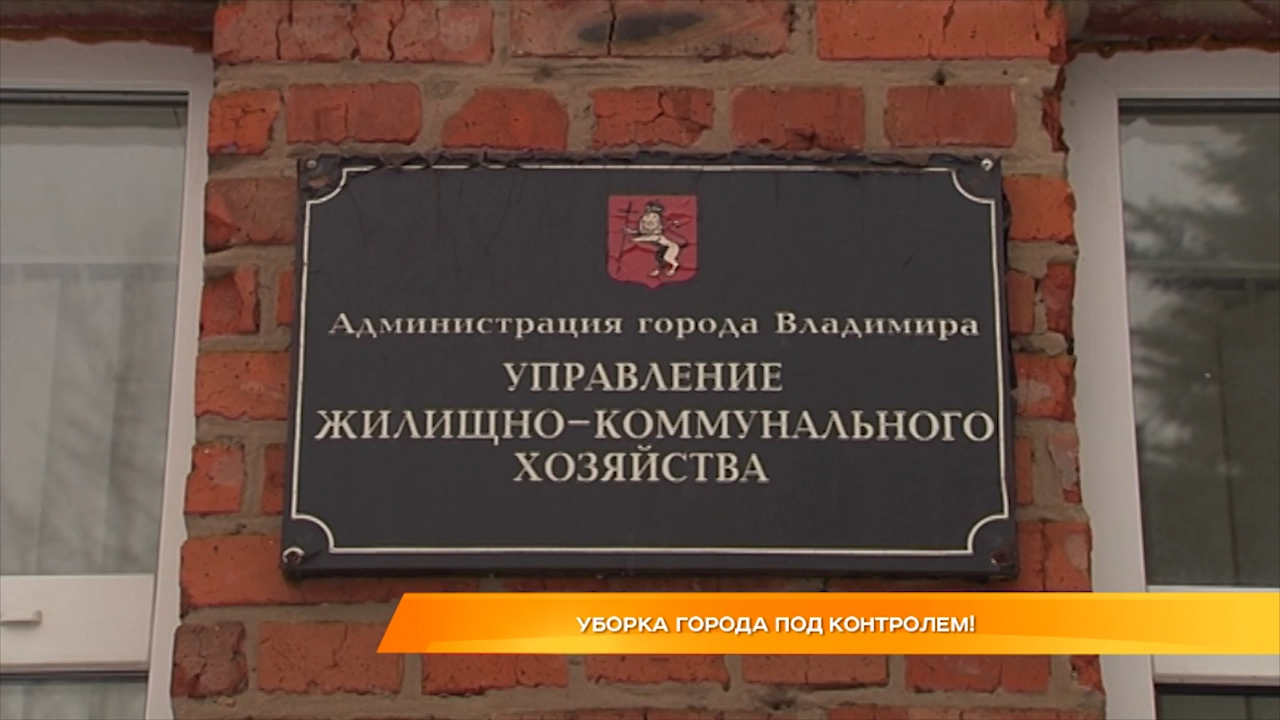 Администрация города Владимира
УПРАВЛЕНИЕ
ЖИЛИЩНО-КОММУНАЛЬНОГО
ХОЗЯЙСТВА
УБОРКА ГОРОДА ПОД КОНТРОЛЕМ!